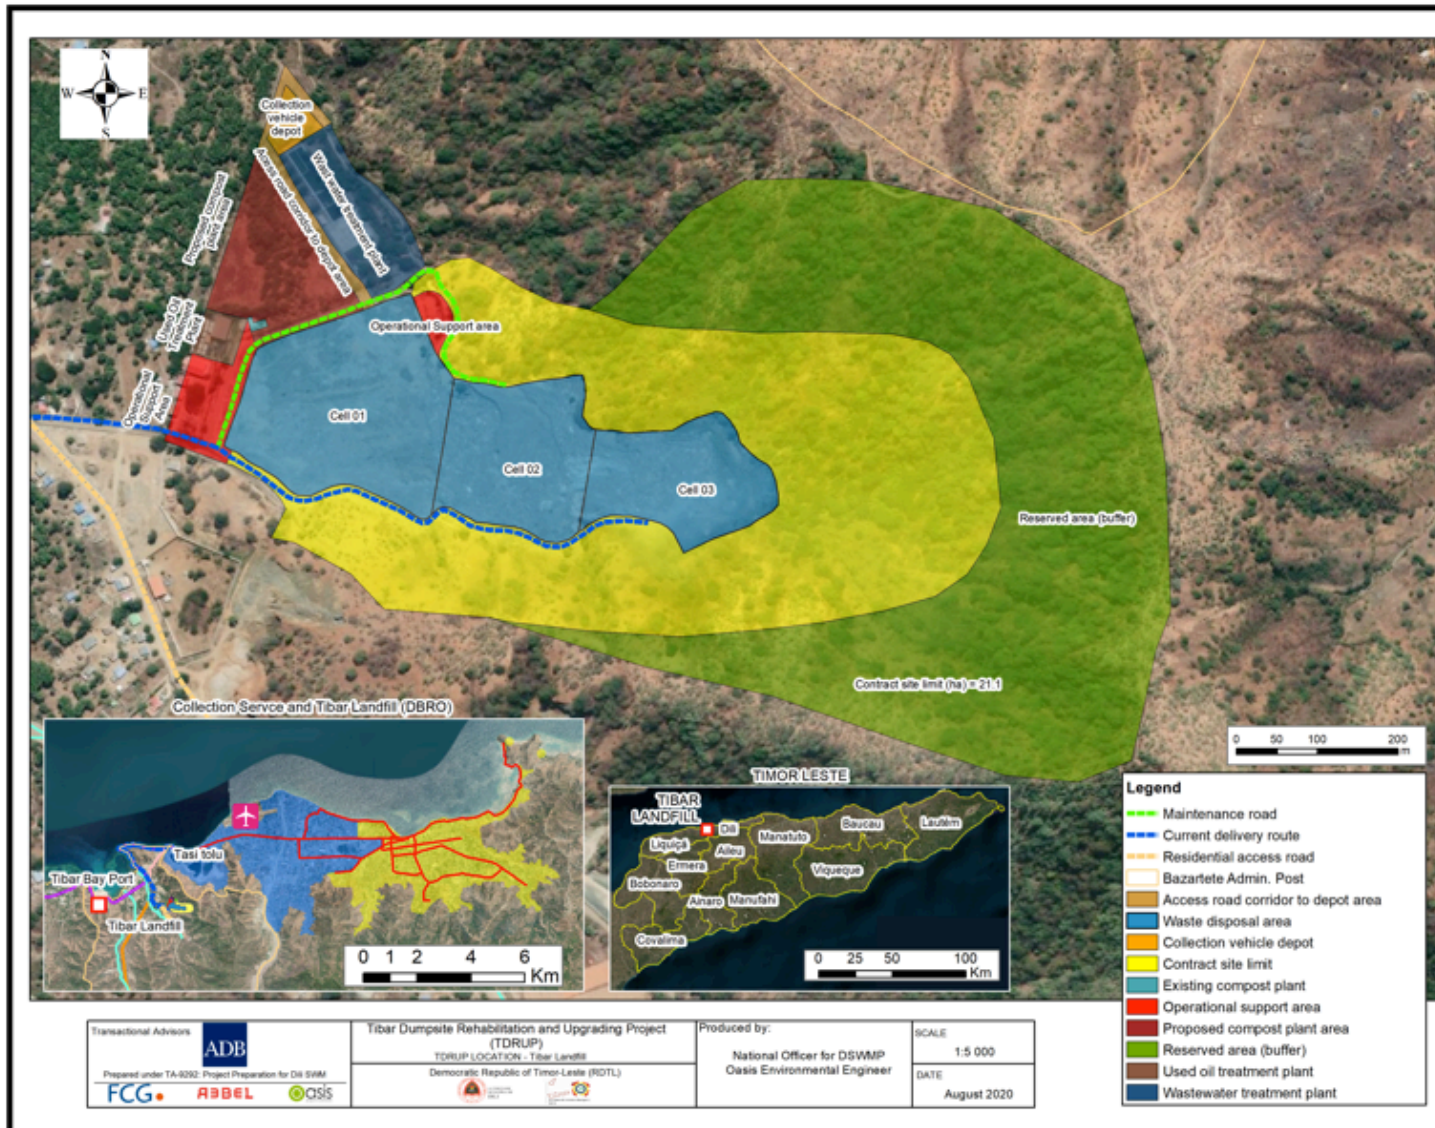 N
W
E
S
Collection
vehicle
depot
Acess road corridor to depot area
Wast water treatment plant
Proposed compost
plant area
Used Oil
Treatment
Point
Operational
Support
Area
Operational Support area
Cell 01
Cell 02
Cell 03
Reserved area (buffer)
Contract site limit (ha) = 21.1
0 50 100 200
m
Collection Servce and Tibar Landfill (DBRO)
Tasi tolu
Tibar Bay Port
Tibar Landfill
0 1 2 4 6
Km
TIMOR LESTE
TIBAR
LANDFILL
Dili
Manatuto
Baucau
Lautém
Liquiçá
Aileu
Ermera
Viqueque
Bobonaro
Ainaro
Manufahi
Covalima
0 25 50 100
Km
Legend
Maintenance road
Current delivery route
Residential access road
Bazartete Admin. Post
Access road corridor to depot area
Waste disposal area
Collection vehicle depot
Contract site limit
Existing compost plant
Operational support area
Proposed compost plant area
Reserved area (buffer)
Used oil treatment plant
Wastewater treatment plant
Transactional Advisors
ADB
Prepared under TA-9292: Project Preparation for Dili SWM
FCG.
ABBEL
oasis
Tibar Dumpsite Rehabilitation and Upgrading Project
(TDRUP)
TDRUP LOCATION - Tibar Landfill
Democratic Republic of Timor-Leste (RDTL)
Produced by:
National Officer for DSWMP
Oasis Environmental Engineer
SCALE
1:5 000
DATE
August 2020